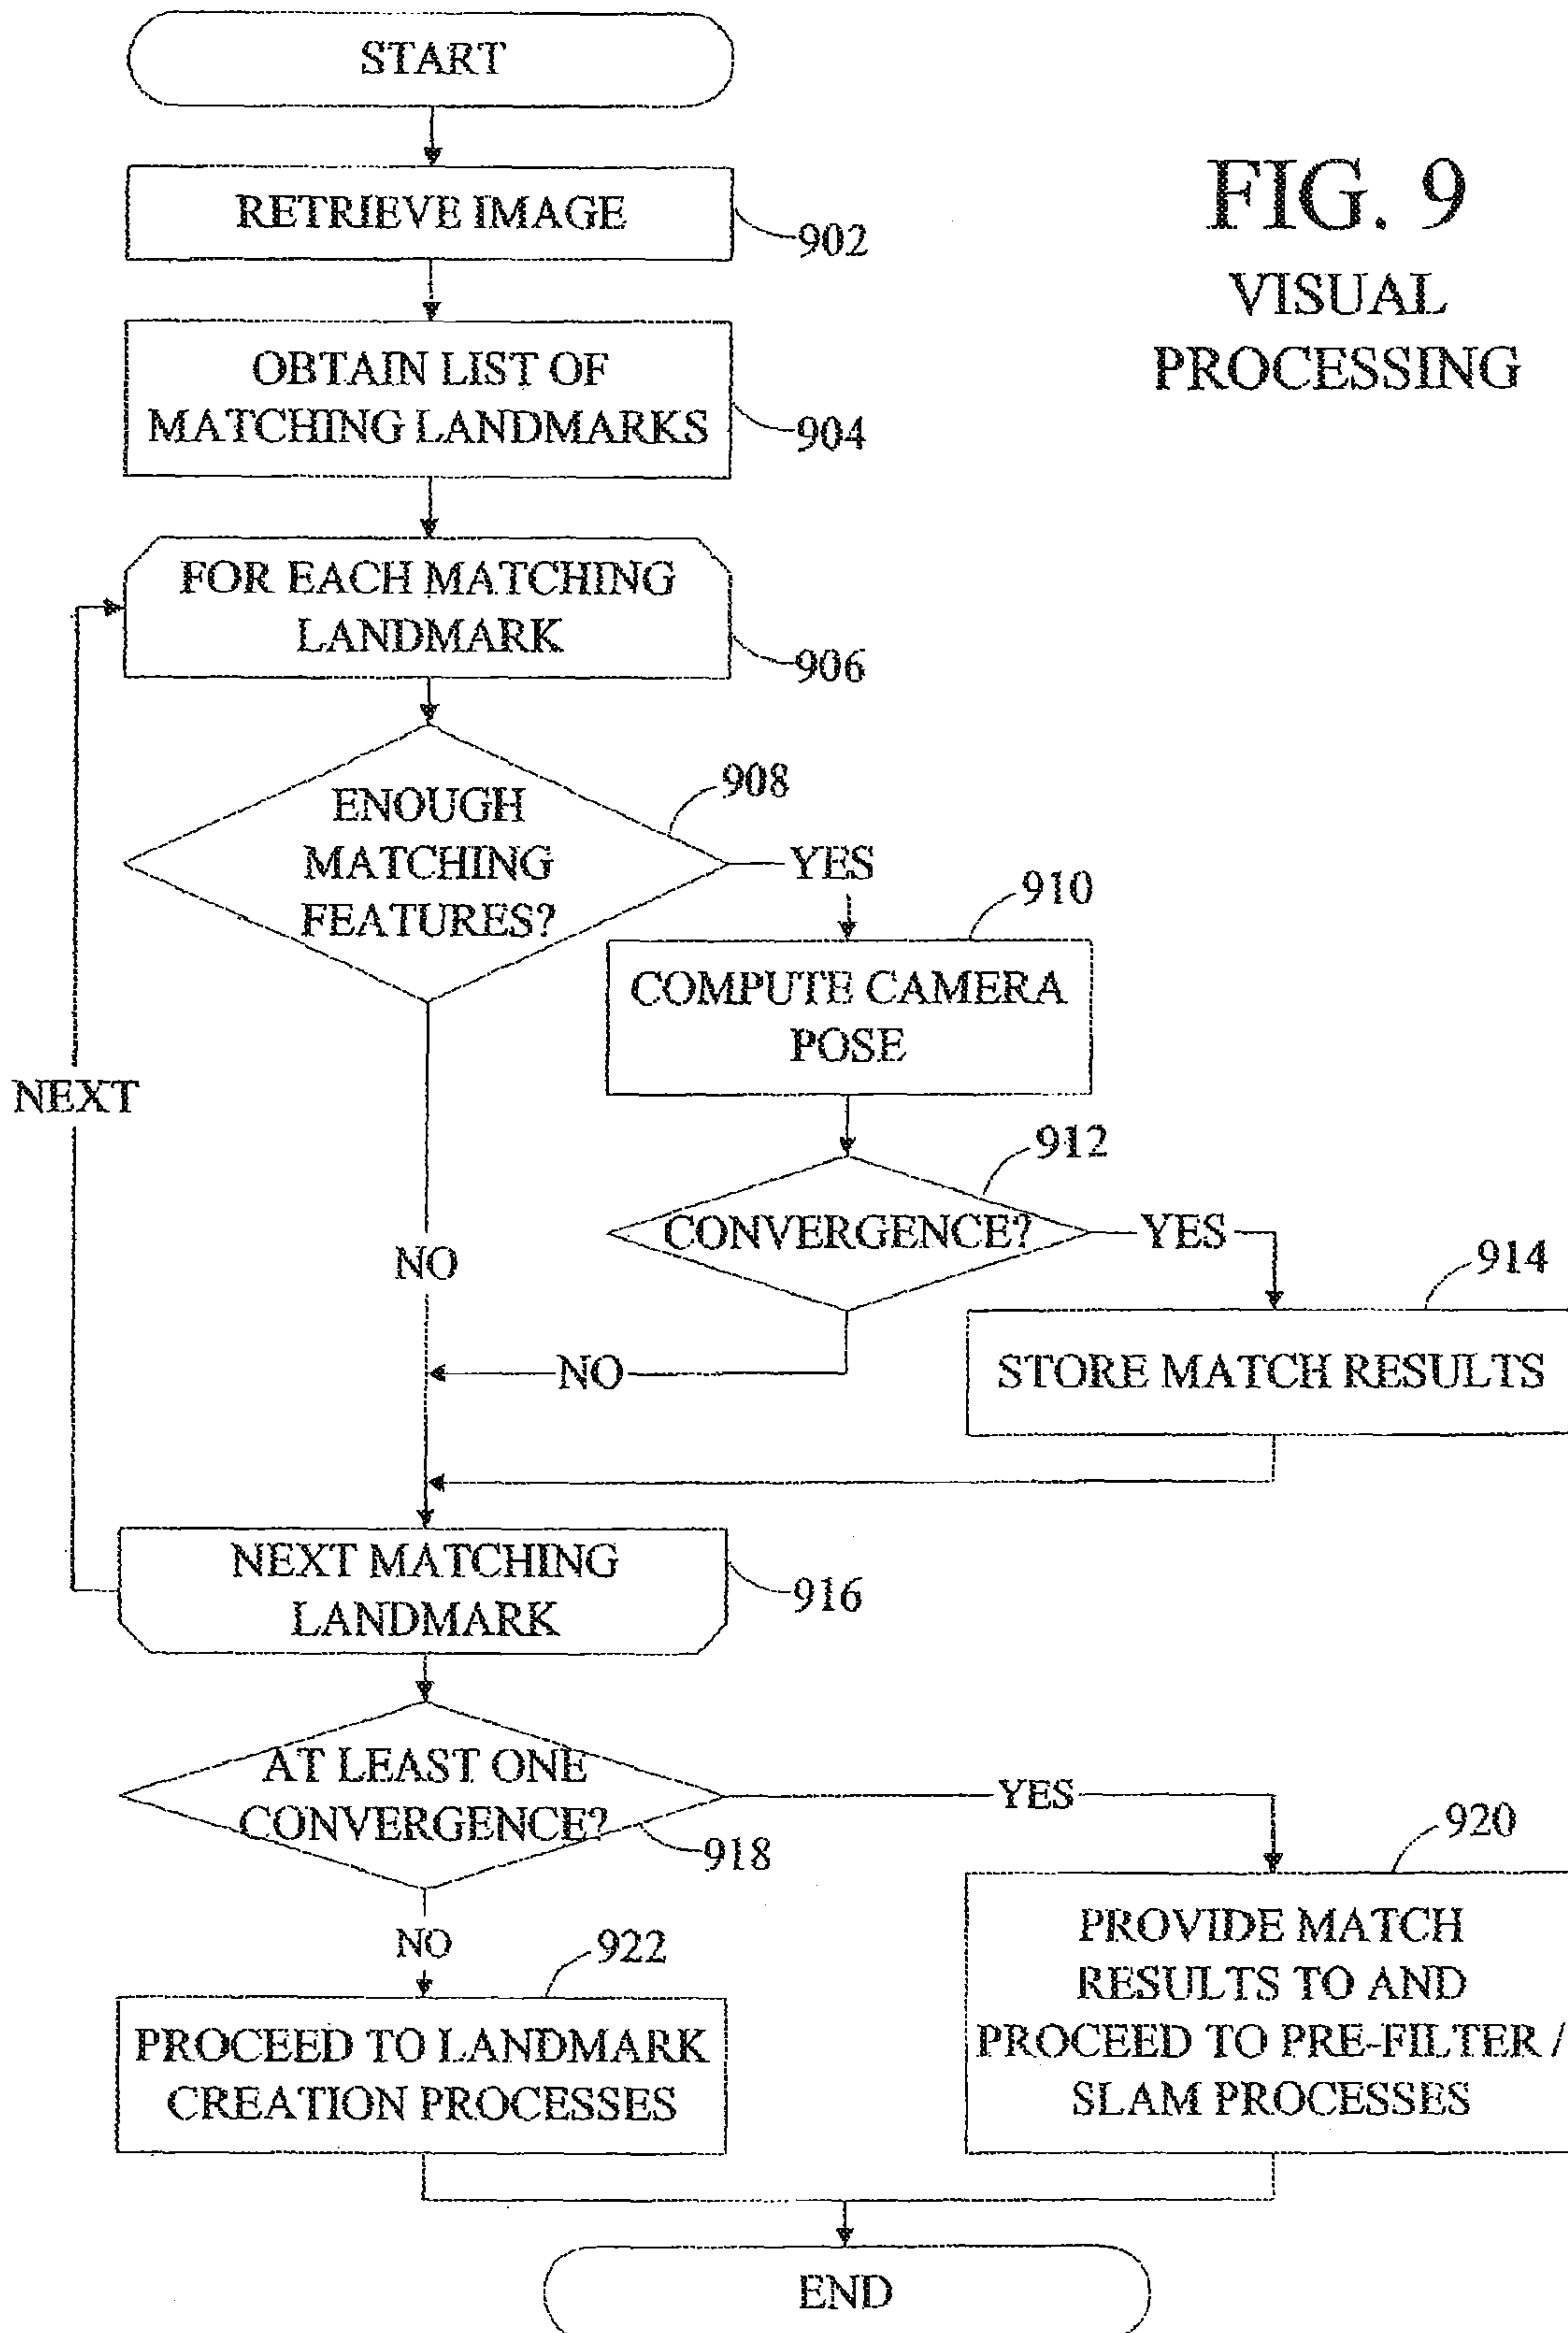 START
FIG. 9
VISUAL
PROCESSING
RETRIEVE IMAGE
902
OBTAIN LIST OF
MATCHING LANDMARKS
904
FOR EACH MATCHING
LANDMARK
906
ENOUGH
MATCHING
FEATURES?
908
YES
910
COMPUTE CAMERA
POSE
NEXT
912
CONVERGENCE?
YES
NO
914
STORE MATCH RESULTS
NO
NEXT MATCHING
LANDMARK
916
AT LEAST ONE
CONVERGENCE?
918
YES
920
NO
922
PROVIDE MATCH
RESULTS TO AND
PROCEED TO PRE-FILTER /
SLAM PROCESSES
PROCEED TO LANDMARK
CREATION PROCESSES
END